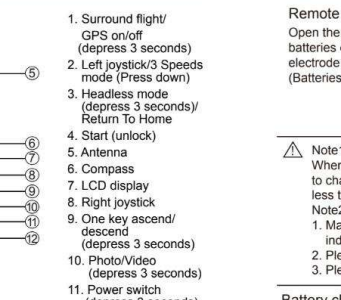 ⑤
⑥
⑦
⑧
⑨
⑩
⑪
⑫
1. Surround flight/
GPS on/off
(depress 3 seconds)
2. Left joystick/3 Speeds
mode (Press down)
3. Headless mode
(depress 3 seconds)/
Return To Home
4. Start (unlock)
5. Antenna
6. Compass
7. LCD display
8. Right joystick
9. One key ascend/
descend
(depress 3 seconds)
10. Photo/Video
(depress 3 seconds)
11. Power switch
(depress 3 seconds)
Remote
Open the
batteries
electrode
(Batteries
Note1
When
to cha
less t
Note2
1. Ma
ind
2. Ple
3. Ple
Battery